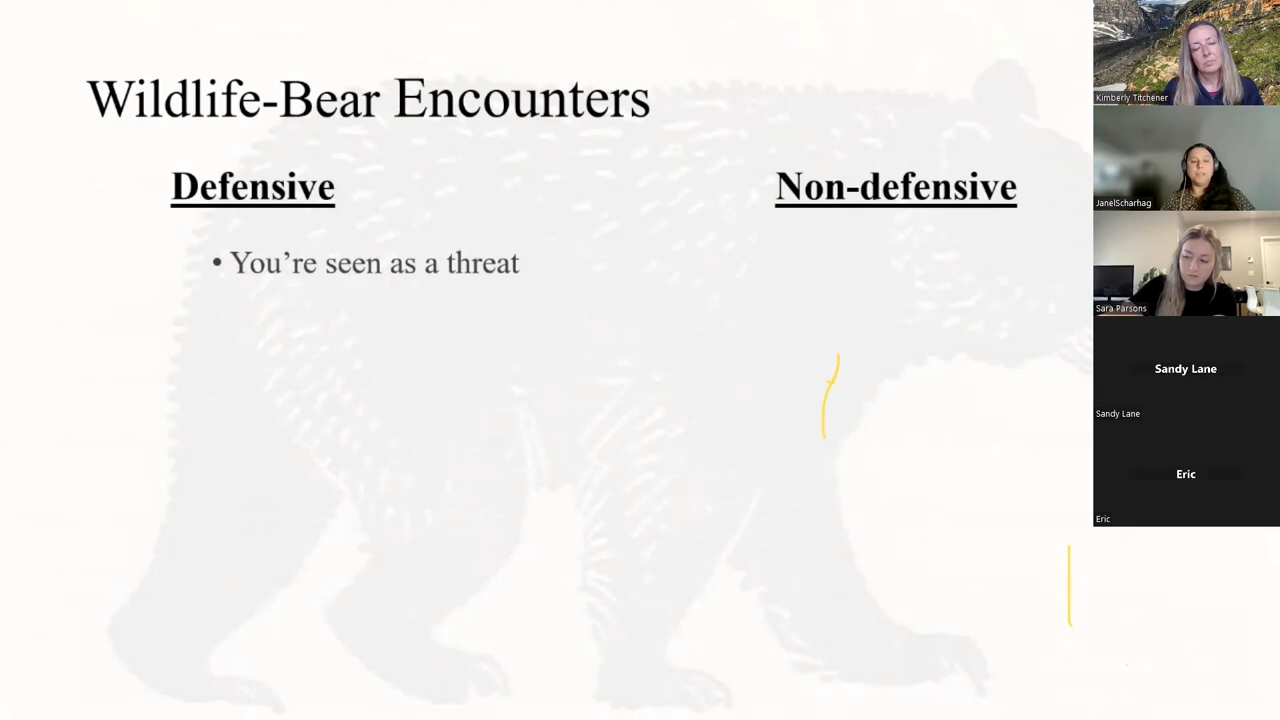 Wildlife-Bear Encounters
Defensive
Non-defensive
• You’re seen as a threat
Kimberly Titchener
JanelScharhag
Sara Parsons
Sandy Lane
Sandy Lane
Eric
Eric